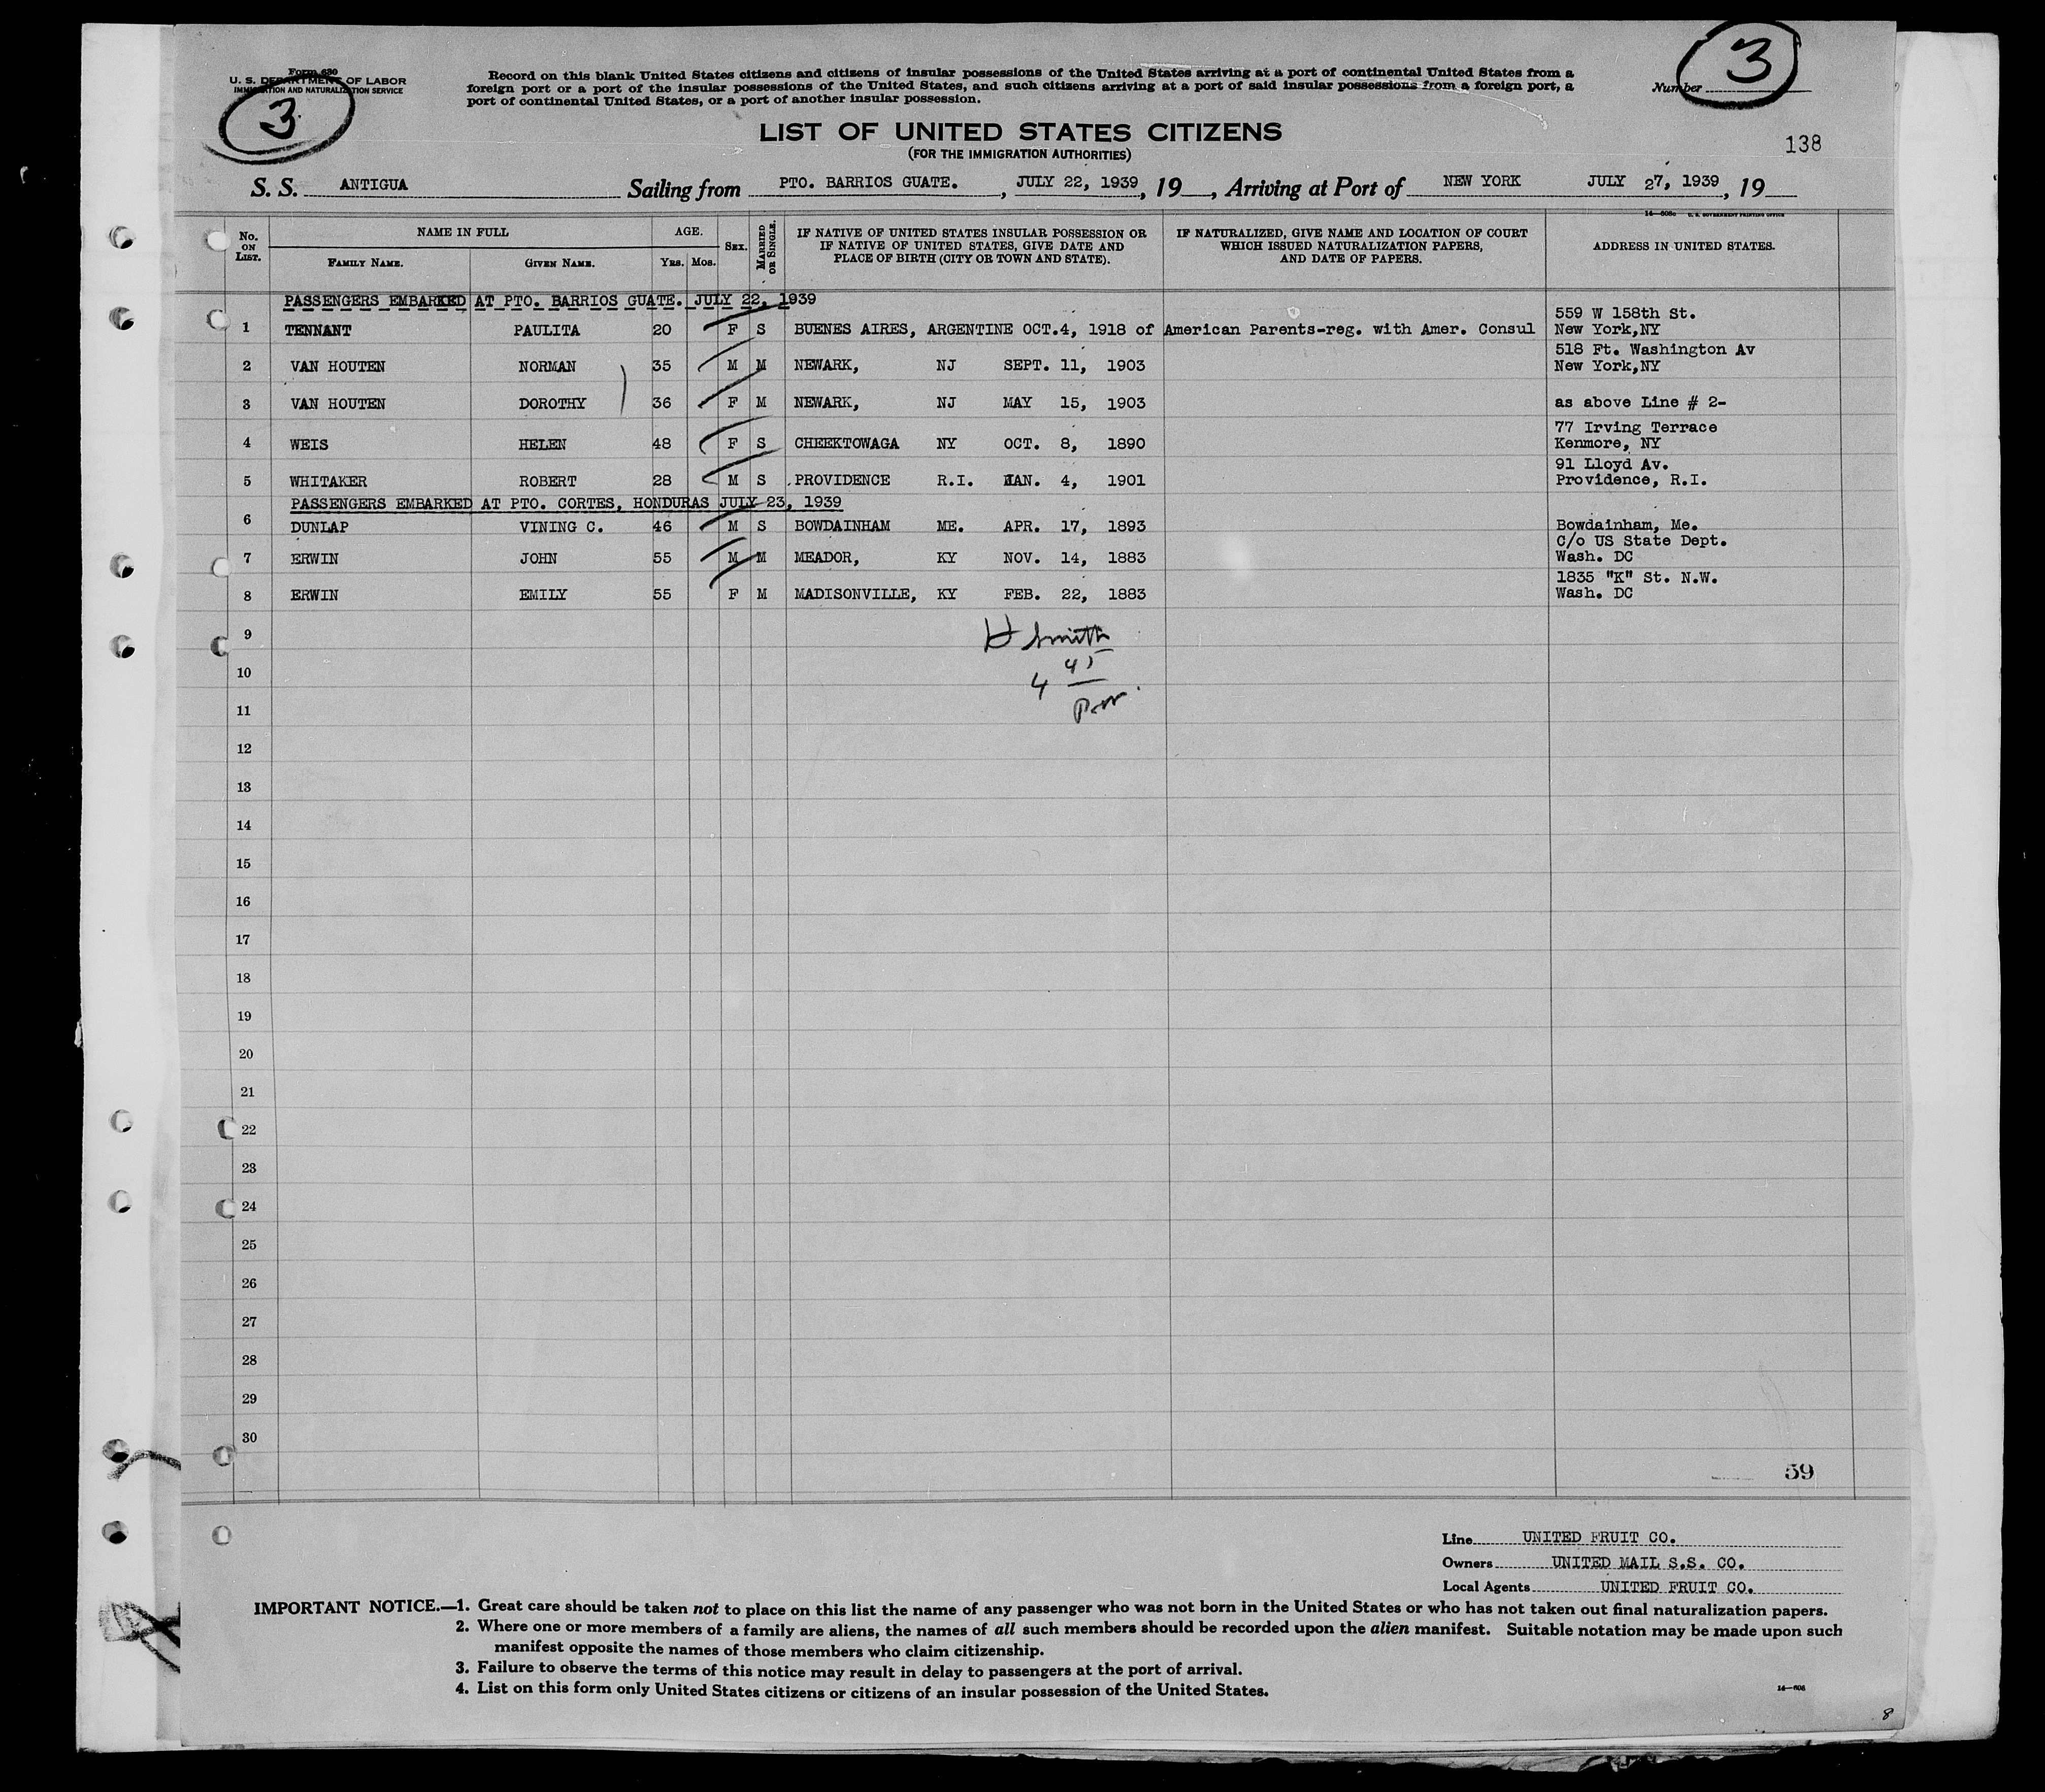 Form 630
U. S. DEPARTMENT OF LABOR
IMMIGRATION AND NATURALIZATION SERVICE
3
Record on this blank United States citizens and citizens of insular possessions of the United States arriving at a port of continental United States from a
foreign port or a port of the insular possessions of the United States, and such citizens arriving at a port of said insular possessions from a foreign port, a
port of continental United States, or a port of another insular possession.
Number 3
LIST OF UNITED STATES CITIZENS
(FOR THE IMMIGRATION AUTHORITIES)
138
S. S. ANTIGUA Sailing from PTO. BARRIOS GUATE. , JULY 22, 1939, 19 , Arriving at Port of NEW YORK JULY 27, 1939, 19
14—608a U. S. GOVERNMENT PRINTING OFFICE
No. ON LIST. NAME IN FULL FAMILY NAME. GIVEN NAME. AGE. YRS. MOS. SEX. MARRIED OR SINGLE. IF NATIVE OF UNITED STATES INSULAR POSSESSION OR IF NATIVE OF UNITED STATES, GIVE DATE AND PLACE OF BIRTH (CITY OR TOWN AND STATE). IF NATURALIZED, GIVE NAME AND LOCATION OF COURT WHICH ISSUED NATURALIZATION PAPERS, AND DATE OF PAPERS. ADDRESS IN UNITED STATES.
PASSENGERS EMBARKED AT PTO. BARRIOS GUATE. JULY 22, 1939
559 W 158th St.
1 TENNANT PAULITA 20 F S BUENES AIRES, ARGENTINE OCT.4, 1918 of American Parents-reg. with Amer. Consul New York,NY
518 Ft. Washington Av
2 VAN HOUTEN NORMAN 35 M M NEWARK, NJ SEPT. 11, 1903 New York,NY
3 VAN HOUTEN DOROTHY 36 F M NEWARK, NJ MAY 15, 1903 as above Line # 2-
77 Irving Terrace
4 WEIS HELEN 48 F S CHEEKTOWAGA NY OCT. 8, 1890 Kenmore, NY
91 Lloyd Av.
5 WHITAKER ROBERT 28 M S PROVIDENCE R.I. JAN. 4, 1901 Providence, R.I.
PASSENGERS EMBARKED AT PTO. CORTES, HONDURAS JULY 23, 1939
6 DUNLAP VINING C. 46 M S BOWDAINHAM ME. APR. 17, 1893 Bowdainham, Me.
C/o US State Dept.
7 ERWIN JOHN 55 M M MEADOR, KY NOV. 14, 1883 Wash. DC
1835 "K" St. N.W.
8 ERWIN EMILY 55 F M MADISONVILLE, KY FEB. 22, 1883 Wash. DC
9 H Smith
10 4 45
11
12
13
14
15
16
17
18
19
20
21
22
23
24
25
26
27
28
29
30
59
Line UNITED FRUIT CO.
Owners UNITED MAIL S.S. CO.
Local Agents UNITED FRUIT CO.
IMPORTANT NOTICE.—1. Great care should be taken not to place on this list the name of any passenger who was not born in the United States or who has not taken out final naturalization papers.
2. Where one or more members of a family are aliens, the names of all such members should be recorded upon the alien manifest. Suitable notation may be made upon such
manifest opposite the names of those members who claim citizenship.
3. Failure to observe the terms of this notice may result in delay to passengers at the port of arrival.
4. List on this form only United States citizens or citizens of an insular possession of the United States.
14—608
8